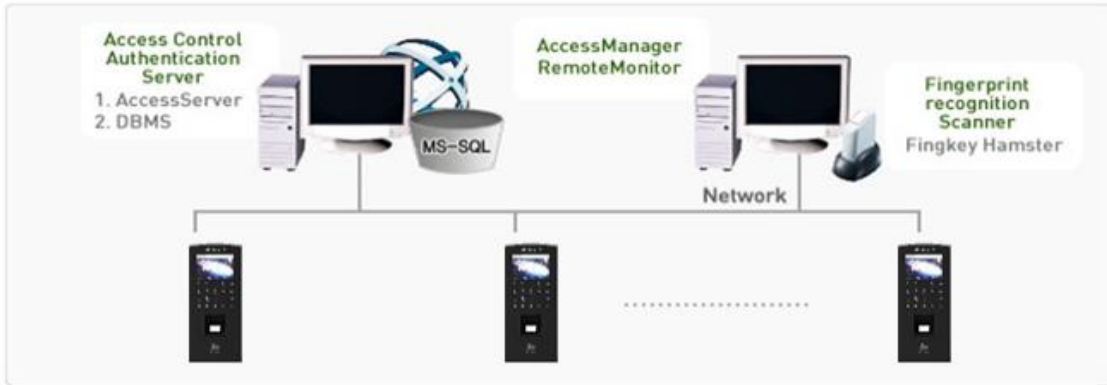 Access Control
Authentication
Server
1. AccessServer
2. DBMS
MS-SQL
AccessManager
RemoteMonitor
Fingerprint
recognition
Scanner
Fingkey Hamster
Network